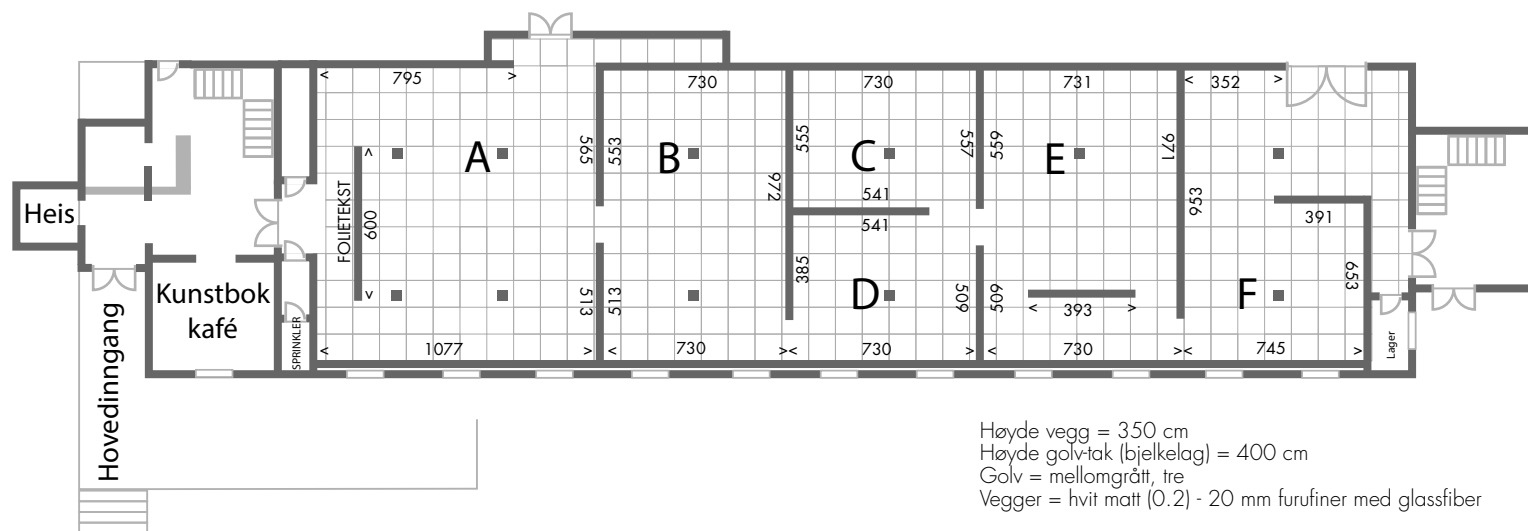 795
730
730
731
352
A
B
C
E
565
553
555
557
655
971
972
953
FOLIETEKST
600
541
541
391
Heis
Kunstbok
kafé
Hovedinngang
SPRINKLER
D
F
513
513
385
509
605
653
393
1077
730
730
730
745
Lager
Høyde vegg = 350 cm
Høyde golv-tak (bjelkelag) = 400 cm
Golv = mellomgrått, tre
Vegger = hvit matt (0.2) - 20 mm furufiner med glassfiber